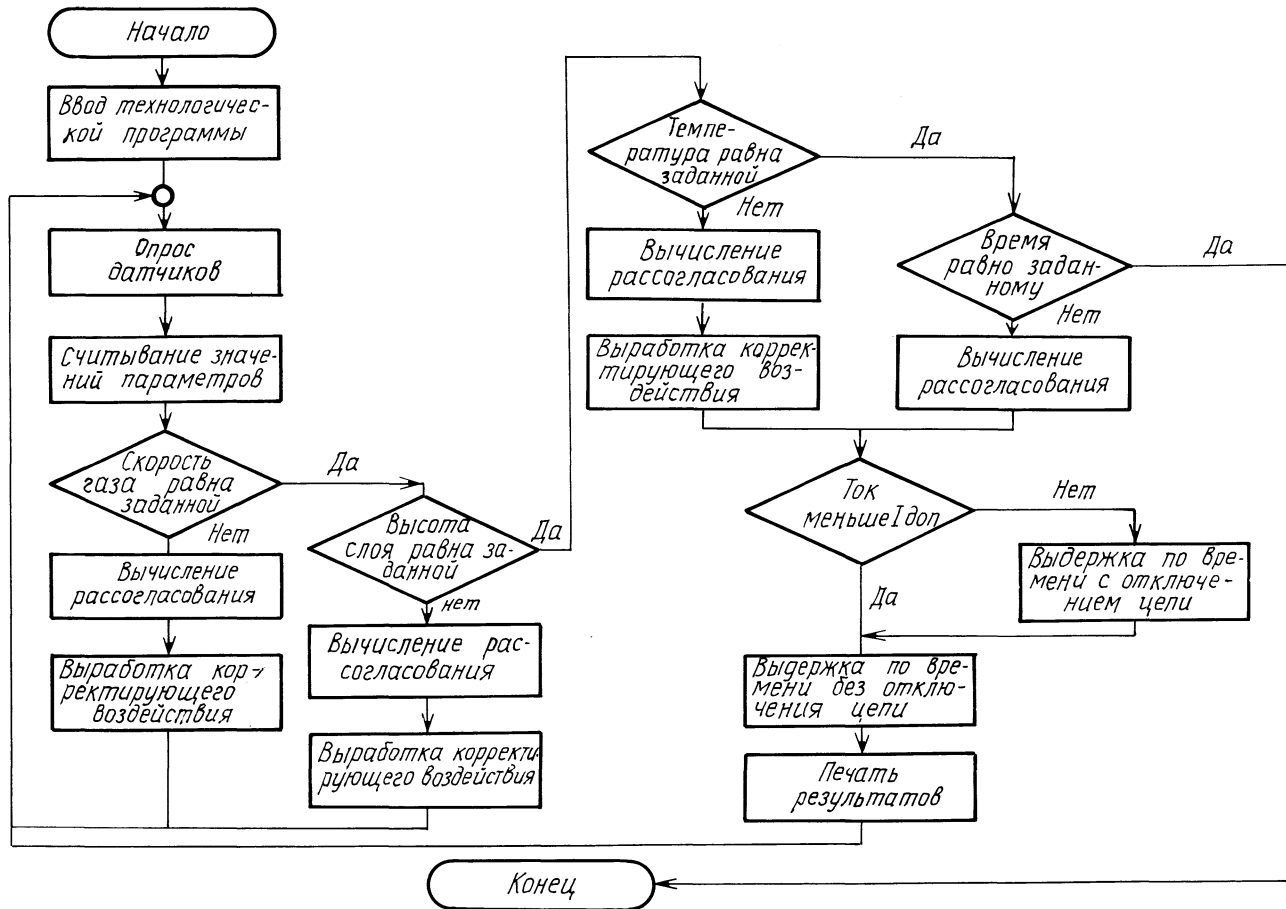 Начало
Ввод технологичес-
кой программы
Опрос
датчиков
Считывание значе-
ний параметров
Скорость
газа равна
заданной
Да
Нет
Вычисление
рассогласования
Выработка кор-
ректирующего
воздействия
Высота
слоя равна за-
данной
Да
нет
Вычисление рас-
согласования
Выработка корректи-
рующего воздействия
Темпе-
ратура равна
заданной
Да
Нет
Вычисление
рассогласования
Выработка коррек-
тирующего воз-
действия
Время
равно задан-
ному
Да
Нет
Вычисление
рассогласования
Ток
меньше I доп
Нет
Да
Выдержка по вре-
мени с отключе-
нием цепи
Выдержка по вре-
мени без отклю-
чения цепи
Печать
результатов
Конец